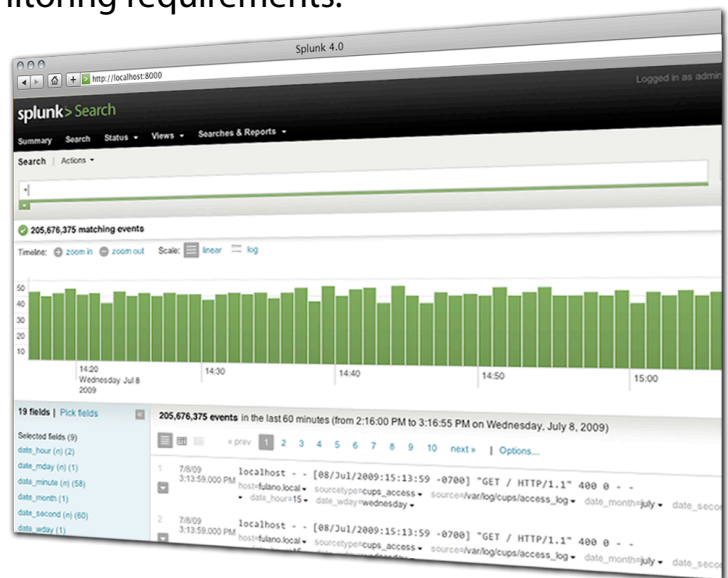 nitoring requirements.
Splunk 4.0
http://localhost:8000
Logged in as admin
splunk> Search
Summary Search Status Views Searches & Reports
Search | Actions
*
205,676,375 matching events
Timeline: zoom in zoom out Scale: linear log
50
40
30
20
10
14:20 14:30 14:40 14:50 15:00
Wednesday Jul 8
2009
19 fields | Pick fields
Selected fields (9)
date_hour (n) (2)
date_mday (n) (1)
date_minute (n) (58)
date_month (1)
date_second (n) (60)
date_wday (1)
205,676,375 events in the last 60 minutes (from 2:16:00 PM to 3:16:55 PM on Wednesday, July 8, 2009)
« prev 1 2 3 4 5 6 7 8 9 10 next » | Options...
1 7/8/09 localhost - - [08/Jul/2009:15:13:59 -0700] "GET / HTTP/1.1" 400 0 - -
3:13:59.000 PM host=fulano.local sourcetype=cups_access source=/var/log/cups/access_log date_month=july date_seco
date_hour=15 date_wday=wednesday
2 7/8/09 localhost - - [08/Jul/2009:15:13:59 -0700] "GET / HTTP/1.1" 400 0 - -
3:13:59.000 PM host=fulano.local sourcetype=cups_access source=/var/log/cups/access_log date_month=july date_seco